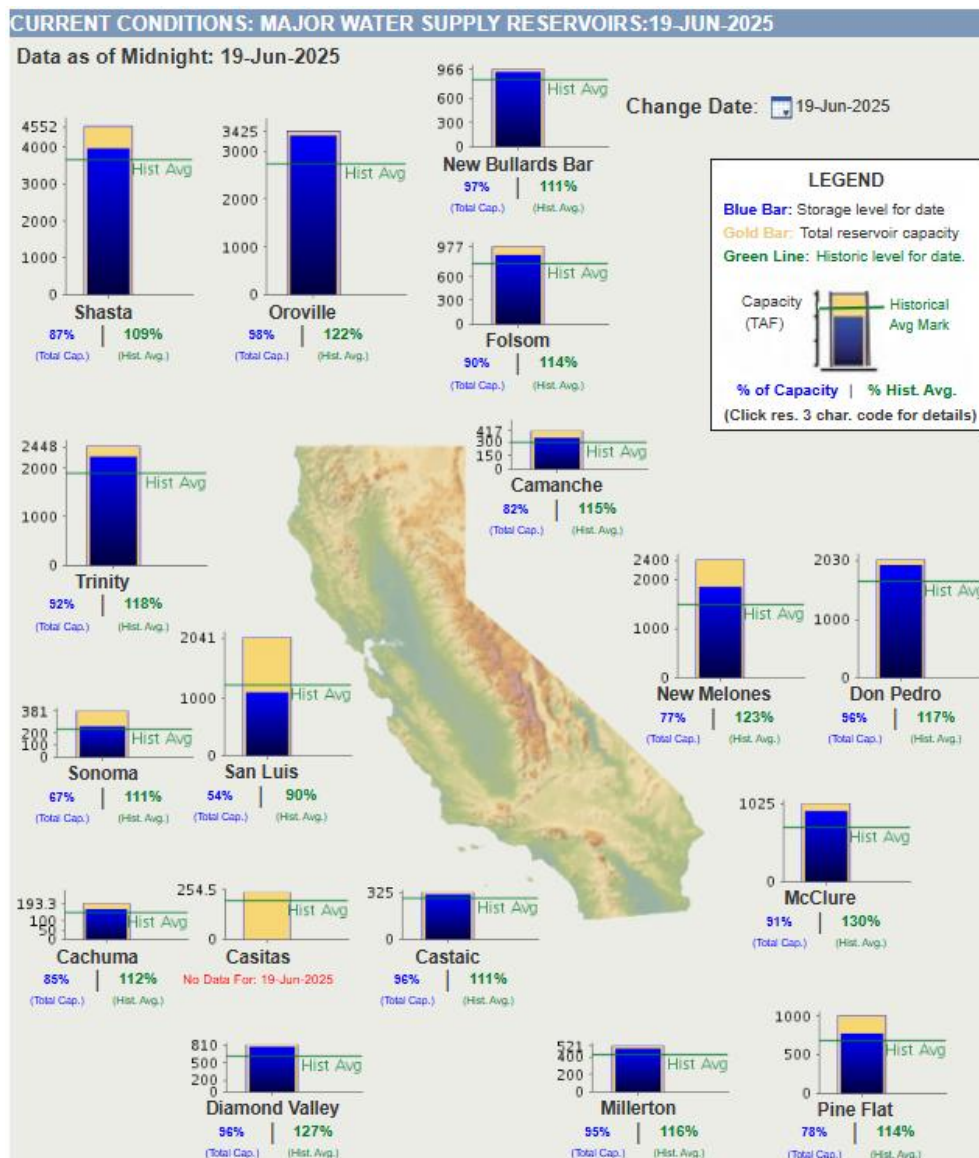 CURRENT CONDITIONS: MAJOR WATER SUPPLY RESERVOIRS:19-JUN-2025
Data as of Midnight: 19-Jun-2025
Change Date: 19-Jun-2025
4552
4000
3000
2000
1000
0
Hist Avg
Shasta
87% | 109%
(Total Cap.) (Hist. Avg.)
3425
3000
2000
1000
0
Hist Avg
Oroville
98% | 122%
(Total Cap.) (Hist. Avg.)
966
600
300
0
Hist Avg
New Bullards Bar
97% | 111%
(Total Cap.) (Hist. Avg.)
977
600
300
0
Hist Avg
Folsom
90% | 114%
(Total Cap.) (Hist. Avg.)
LEGEND
Blue Bar: Storage level for date
Gold Bar: Total reservoir capacity
Green Line: Historic level for date.
Capacity
(TAF)
Historical
Avg Mark
% of Capacity | % Hist. Avg.
(Click res. 3 char. code for details)
2448
2000
1000
0
Hist Avg
Trinity
92% | 118%
(Total Cap.) (Hist. Avg.)
417
300
150
0
Hist Avg
Camanche
82% | 115%
(Total Cap.) (Hist. Avg.)
2400
2000
1000
0
Hist Avg
New Melones
77% | 123%
(Total Cap.) (Hist. Avg.)
2030
1000
0
Hist Avg
Don Pedro
96% | 117%
(Total Cap.) (Hist. Avg.)
381
200
100
0
Hist Avg
Sonoma
67% | 111%
(Total Cap.) (Hist. Avg.)
2041
1000
0
Hist Avg
San Luis
54% | 90%
(Total Cap.) (Hist. Avg.)
1025
0
Hist Avg
McClure
91% | 130%
(Total Cap.) (Hist. Avg.)
193.3
100
50
0
Hist Avg
Cachuma
85% | 112%
(Total Cap.) (Hist. Avg.)
254.5
0
Hist Avg
Casitas
No Data For: 19-Jun-2025
325
0
Hist Avg
Castaic
96% | 111%
(Total Cap.) (Hist. Avg.)
810
500
200
0
Hist Avg
Diamond Valley
96% | 127%
(Total Cap.) (Hist. Avg.)
521
400
200
0
Hist Avg
Millerton
95% | 116%
(Total Cap.) (Hist. Avg.)
1000
500
0
Hist Avg
Pine Flat
78% | 114%
(Total Cap.) (Hist. Avg.)